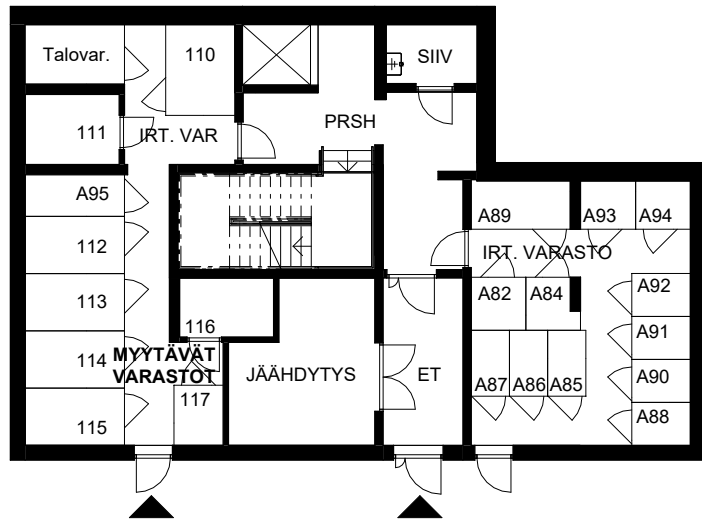 Talovar.
110
SIIV
111
IRT. VAR
PRSH
A95
A89
A93
A94
112
IRT. VARASTO
113
A82
A84
A92
116
A91
114
MYYTÄVÄT
VARASTOT
JÄÄHDYTYS
ET
A87
A86
A85
A90
117
115
A88